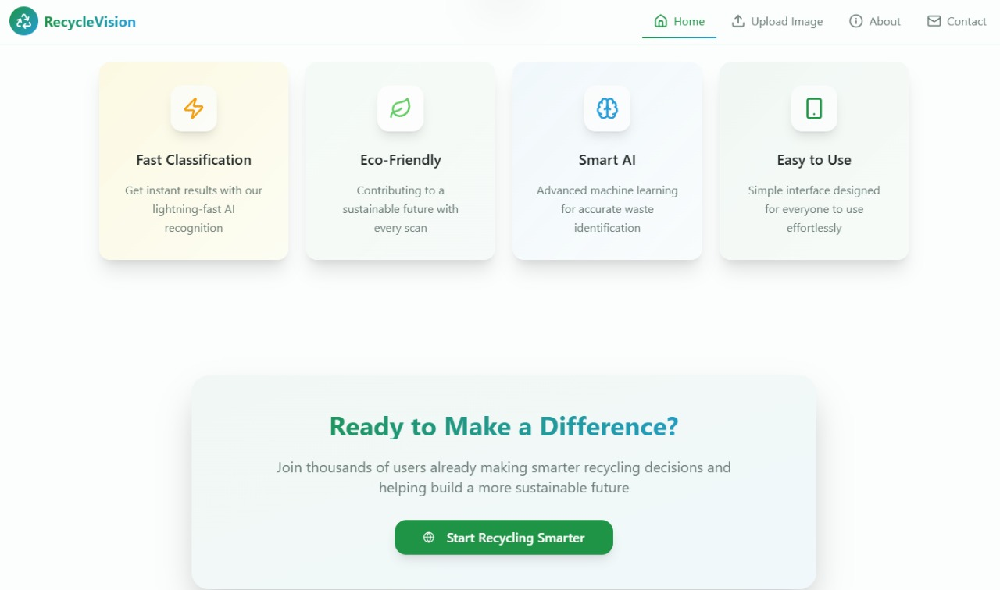 RecycleVision
Home
Upload Image
About
Contact
Fast Classification
Get instant results with our
lightning-fast AI
recognition
Eco-Friendly
Contributing to a
sustainable future with
every scan
Smart AI
Advanced machine learning
for accurate waste
identification
Easy to Use
Simple interface designed
for everyone to use
effortlessly
Ready to Make a Difference?
Join thousands of users already making smarter recycling decisions and
helping build a more sustainable future
Start Recycling Smarter